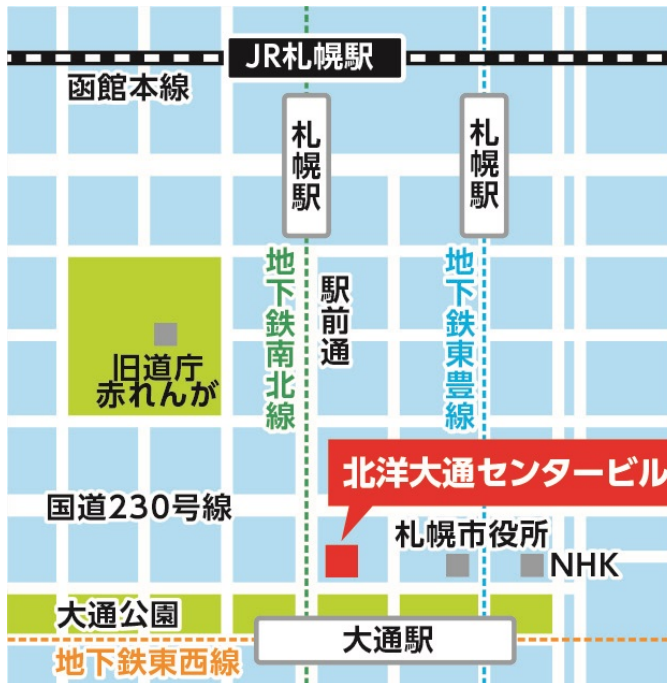 JR札幌駅
函館本線
札幌駅
札幌駅
地下鉄南北線
駅前通
地下鉄東豊線
旧道庁
赤れんが
北洋大通センタービル
国道230号線
札幌市役所
NHK
大通公園
大通駅
地下鉄東西線